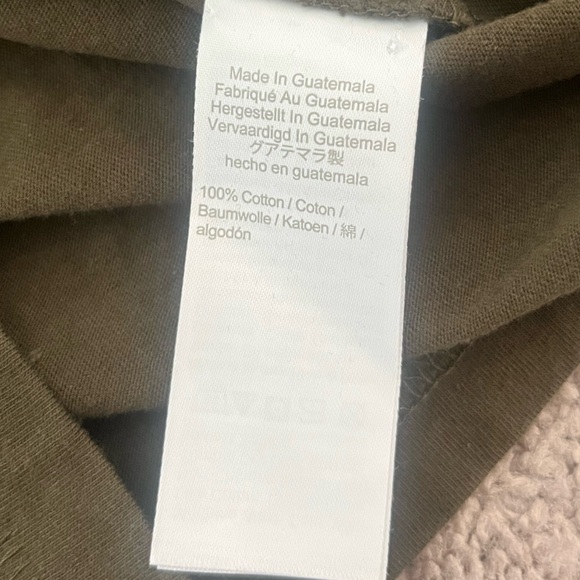 Made In Guatemala
Fabriqué Au Guatemala
Hergestellt In Guatemala
Vervaardigd In Guatemala
グアテマラ製
hecho en guatemala
100% Cotton / Coton /
Baumwolle / Katoen / 綿 /
algodón